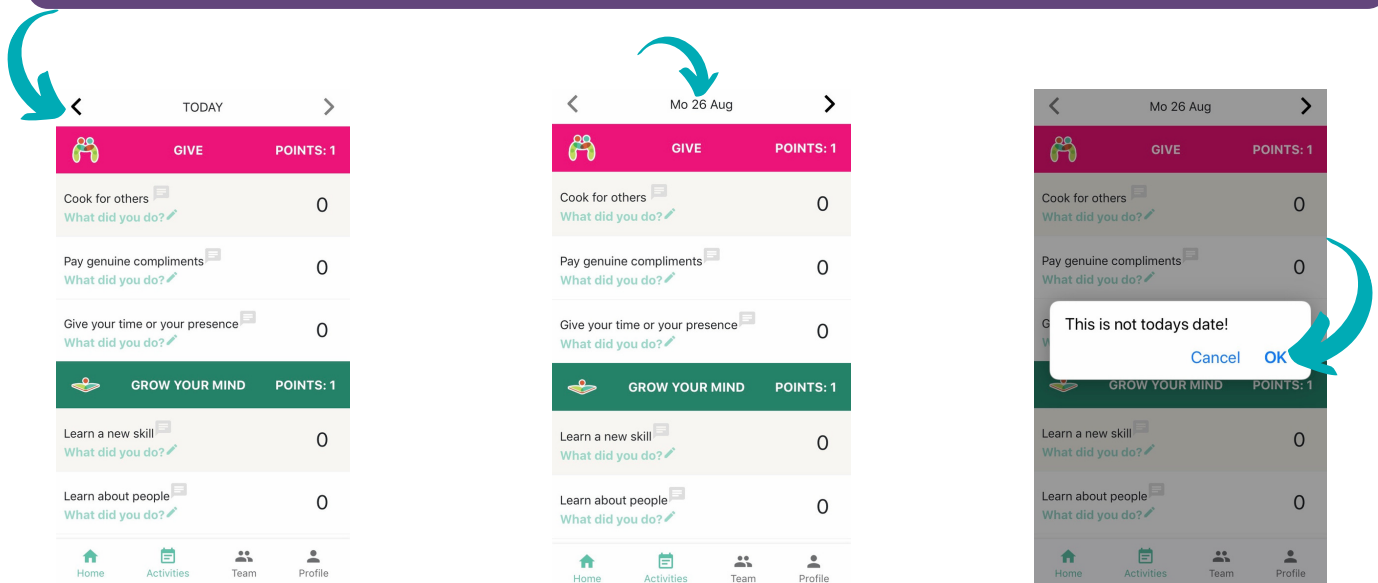 TODAY
GIVE POINTS: 1
Cook for others
What did you do?
0
Pay genuine compliments
What did you do?
0
Give your time or your presence
What did you do?
0
GROW YOUR MIND POINTS: 1
Learn a new skill
What did you do?
0
Learn about people
What did you do?
0
Home Activities Team Profile
Mo 26 Aug
GIVE POINTS: 1
Cook for others
What did you do?
0
Pay genuine compliments
What did you do?
0
Give your time or your presence
What did you do?
0
GROW YOUR MIND POINTS: 1
Learn a new skill
What did you do?
0
Learn about people
What did you do?
0
Home Activities Team Profile
Mo 26 Aug
GIVE POINTS: 1
Cook for others
What did you do?
0
Pay genuine compliments
What did you do?
0
This is not todays date!
Cancel OK
GROW YOUR MIND POINTS: 1
Learn a new skill
What did you do?
0
Learn about people
What did you do?
0
Home Activities Team Profile